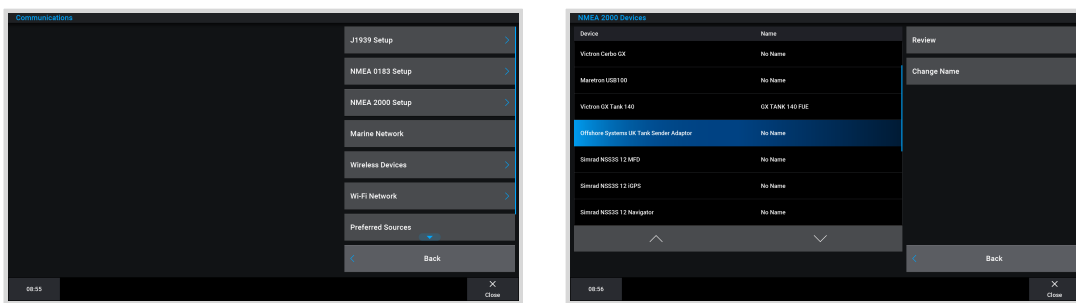 Communications
J1939 Setup
NMEA 0183 Setup
NMEA 2000 Setup
Marine Network
Wireless Devices
Wi-Fi Network
Preferred Sources
Back
08:55
Close
NMEA 2000 Devices
Device Name
Victron Cerbo GX No Name
Maretron USB100 No Name
Victron GX Tank 140 GX TANK 140 FUE
Offshore Systems UK Tank Sender Adaptor No Name
Simrad NSS3S 12 MFD No Name
Simrad NSS3S 12 iGPS No Name
Simrad NSS3S 12 Navigator No Name
Review
Change Name
Back
08:56
Close